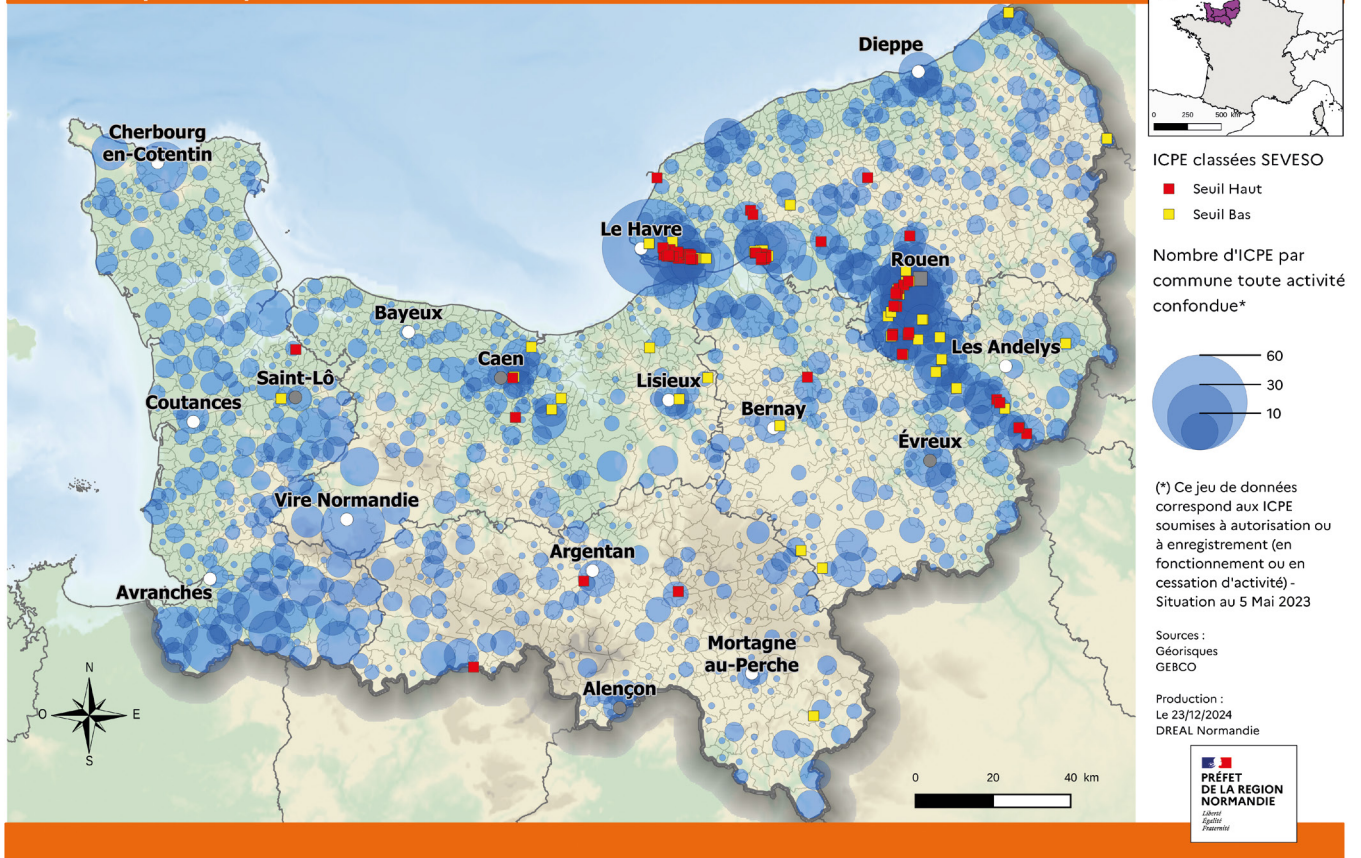 Dieppe
Cherbourg
en-Cotentin
Le Havre
Rouen
Bayeux
Caen
Les Andelys
Saint-Lô
Lisieux
Coutances
Bernay
Évreux
Vire Normandie
Argentan
Avranches
Mortagne
au-Perche
Alençon
N
O
E
S
0 20 40 km
0 250 500 km
ICPE classées SEVESO
Seuil Haut
Seuil Bas
Nombre d'ICPE par
commune toute activité
confondue*
60
30
10
(*) Ce jeu de données
correspond aux ICPE
soumises à autorisation ou
à enregistrement (en
fonctionnement ou en
cessation d'activité) -
Situation au 5 Mai 2023
Sources :
Géorisques
GEBCO
Production :
Le 23/12/2024
DREAL Normandie
PRÉFET
DE LA REGION
NORMANDIE
Liberté
Égalité
Fraternité